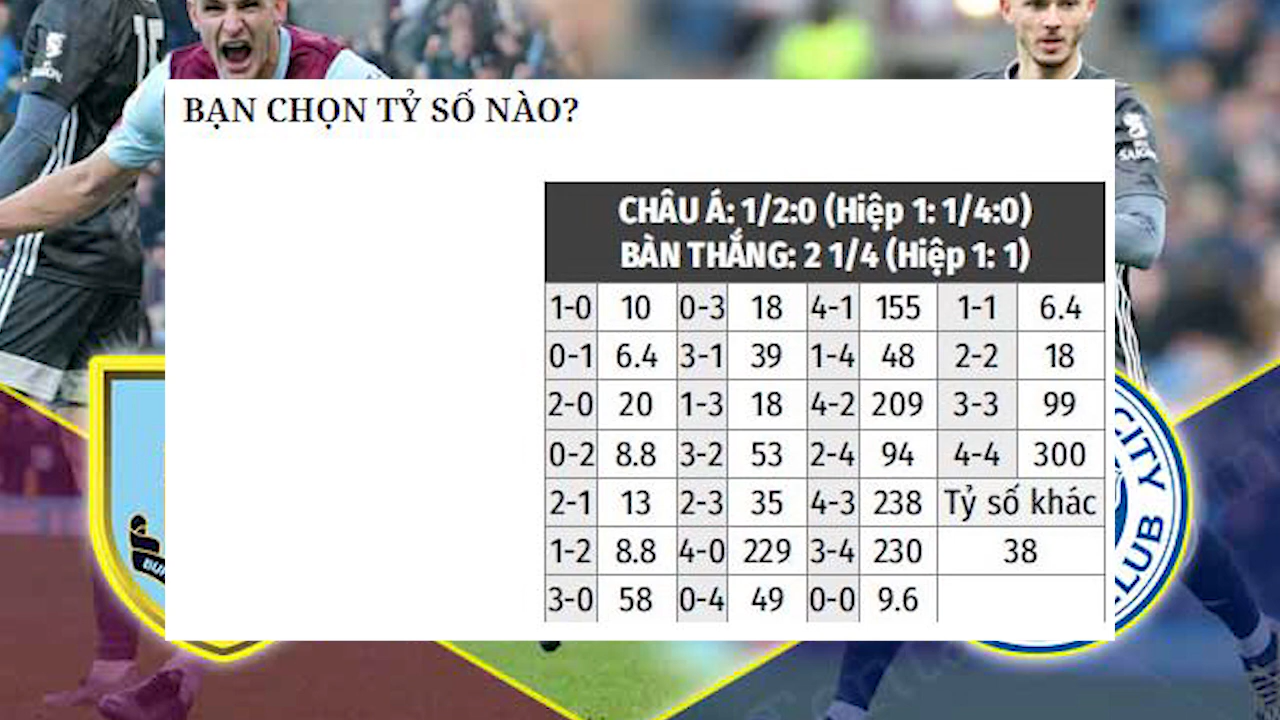 BẠN CHỌN TỶ SỐ NÀO?
CHÂU Á: 1/2:0 (Hiệp 1: 1/4:0)
BÀN THẮNG: 2 1/4 (Hiệp 1: 1)
1-0 10 0-3 18 4-1 155 1-1 6.4
0-1 6.4 3-1 39 1-4 48 2-2 18
2-0 20 1-3 18 4-2 209 3-3 99
0-2 8.8 3-2 53 2-4 94 4-4 300
2-1 13 2-3 35 4-3 238 Tỷ số khác
1-2 8.8 4-0 229 3-4 230 38
3-0 58 0-4 49 0-0 9.6
15
CITY
CLUB
BUR